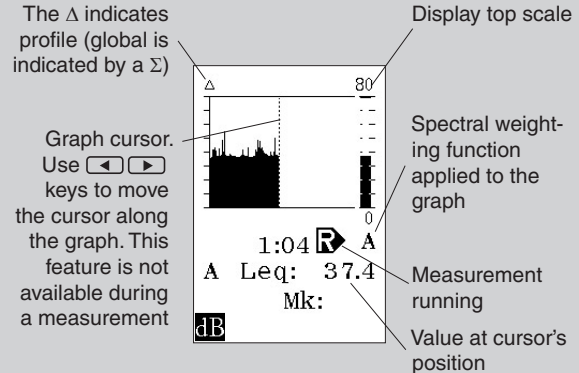 The Δ indicates
profile (global is
indicated by a Σ)
Display top scale
Graph cursor.
Use ◀ ▶
keys to move
the cursor along
the graph. This
feature is not
available during
a measurement
Spectral weight-
ing function
applied to the
graph
Measurement
running
Value at cursor's
position
△ 80
0
1:04 R A
A Leq: 37.4
Mk:
dB